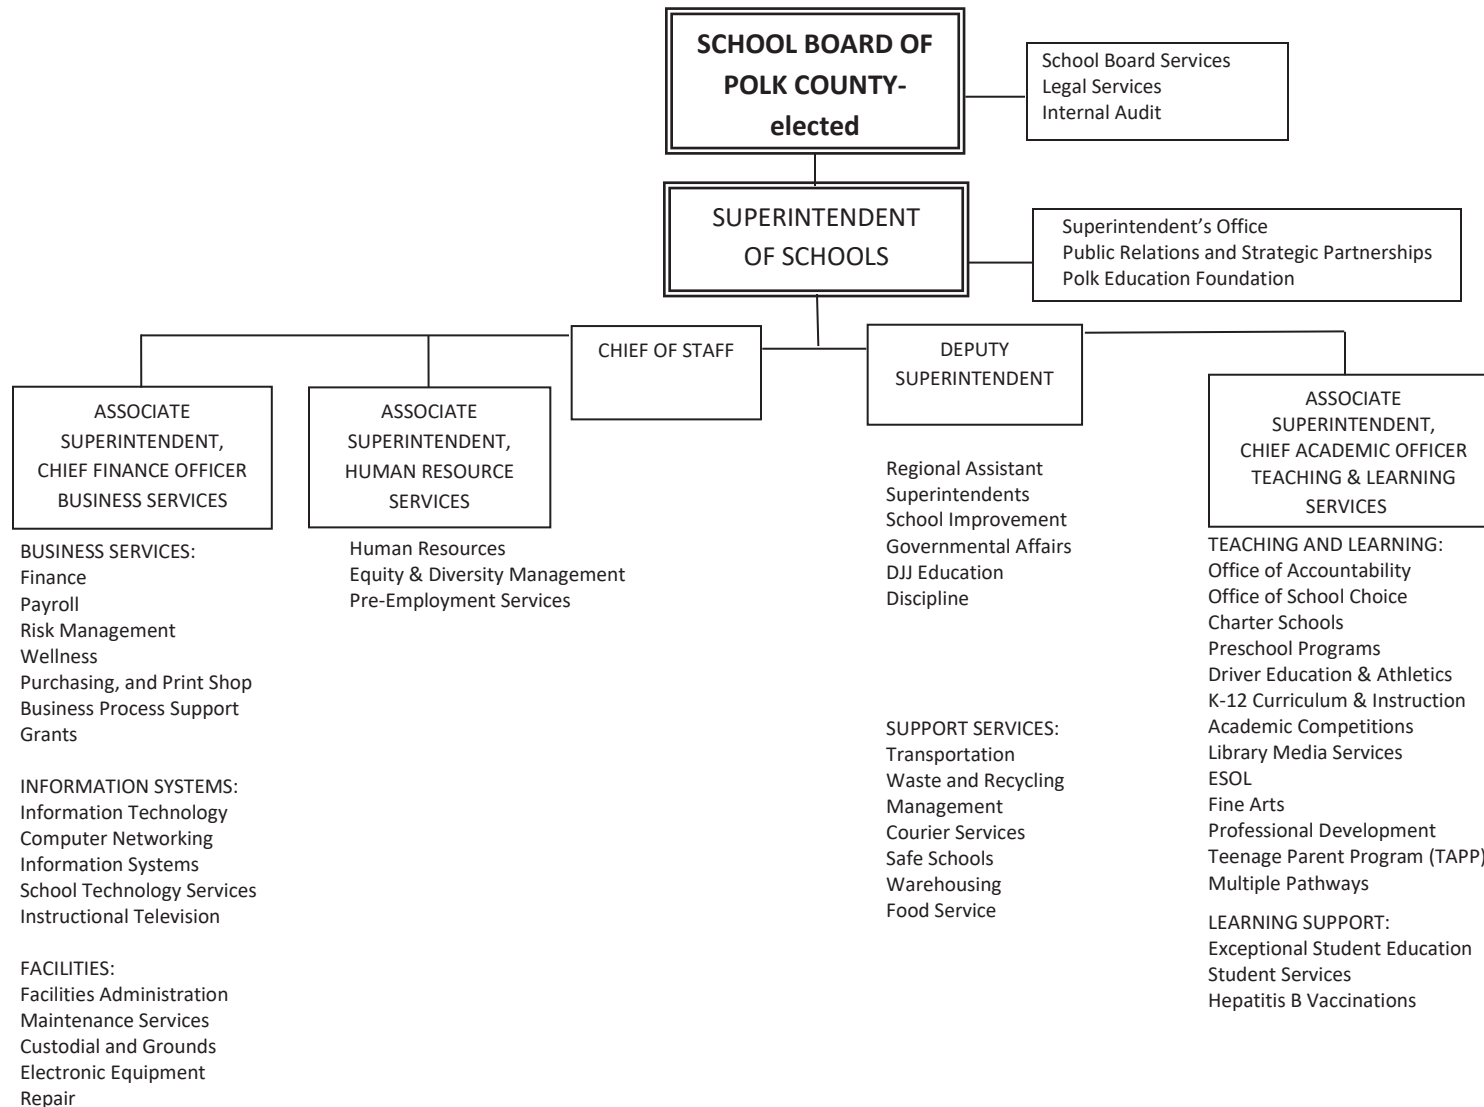 SCHOOL BOARD OF
POLK COUNTY-
elected
School Board Services
Legal Services
Internal Audit
SUPERINTENDENT
OF SCHOOLS
Superintendent’s Office
Public Relations and Strategic Partnerships
Polk Education Foundation
CHIEF OF STAFF
DEPUTY
SUPERINTENDENT
ASSOCIATE
SUPERINTENDENT,
CHIEF FINANCE OFFICER
BUSINESS SERVICES
BUSINESS SERVICES:
Finance
Payroll
Risk Management
Wellness
Purchasing, and Print Shop
Business Process Support
Grants
INFORMATION SYSTEMS:
Information Technology
Computer Networking
Information Systems
School Technology Services
Instructional Television
FACILITIES:
Facilities Administration
Maintenance Services
Custodial and Grounds
Electronic Equipment
Repair
ASSOCIATE
SUPERINTENDENT,
HUMAN RESOURCE
SERVICES
Human Resources
Equity & Diversity Management
Pre-Employment Services
Regional Assistant
Superintendents
School Improvement
Governmental Affairs
DJJ Education
Discipline
SUPPORT SERVICES:
Transportation
Waste and Recycling
Management
Courier Services
Safe Schools
Warehousing
Food Service
ASSOCIATE
SUPERINTENDENT,
CHIEF ACADEMIC OFFICER
TEACHING & LEARNING
SERVICES
TEACHING AND LEARNING:
Office of Accountability
Office of School Choice
Charter Schools
Preschool Programs
Driver Education & Athletics
K-12 Curriculum & Instruction
Academic Competitions
Library Media Services
ESOL
Fine Arts
Professional Development
Teenage Parent Program (TAPP)
Multiple Pathways
LEARNING SUPPORT:
Exceptional Student Education
Student Services
Hepatitis B Vaccinations